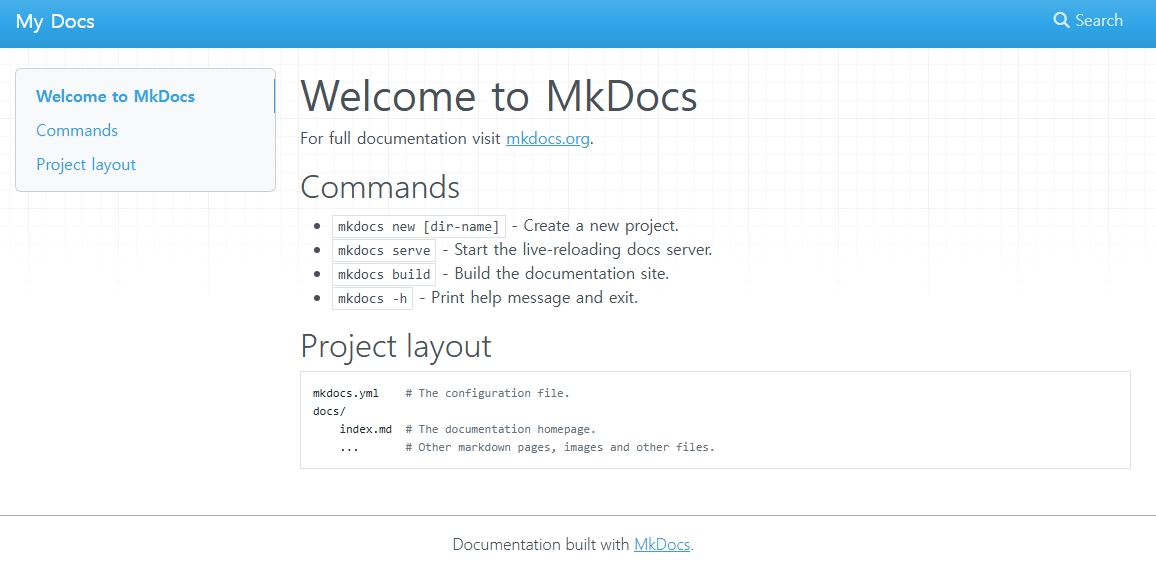 My Docs
Search
Welcome to MkDocs
Commands
Project layout
Welcome to MkDocs
For full documentation visit mkdocs.org.
Commands
mkdocs new [dir-name] - Create a new project.
mkdocs serve - Start the live-reloading docs server.
mkdocs build - Build the documentation site.
mkdocs -h - Print help message and exit.
Project layout
mkdocs.yml    # The configuration file.
docs/
    index.md  # The documentation homepage.
    ...       # Other markdown pages, images and other files.
Documentation built with MkDocs.